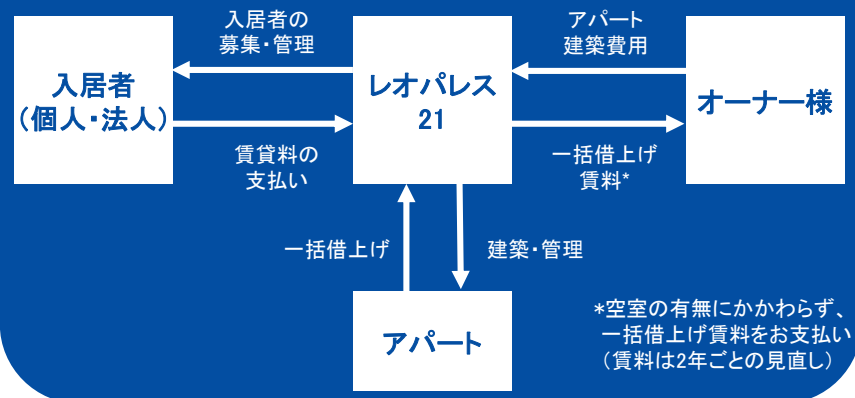 入居者の
募集・管理
アパート
建築費用
入居者
（個人・法人）
レオパレス
21
オーナー様
賃貸料の
支払い
一括借上げ
賃料*
一括借上げ
建築・管理
アパート
*空室の有無にかかわらず、
一括借上げ賃料をお支払い
（賃料は2年ごとの見直し）